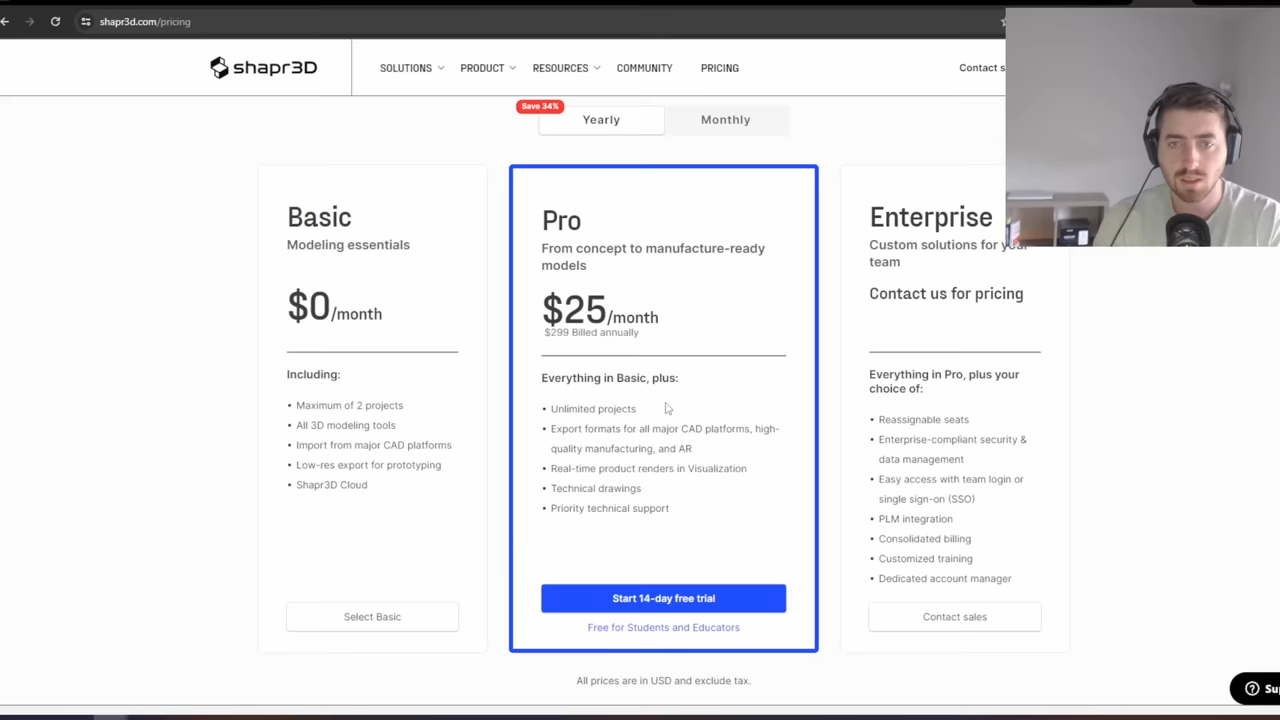 shapr3d.com/pricing
shapr3D
SOLUTIONS
PRODUCT
RESOURCES
COMMUNITY
PRICING
Contact s
Save 34%
Yearly
Monthly
Basic
Modeling essentials
$0/month
Including:
• Maximum of 2 projects
• All 3D modeling tools
• Import from major CAD platforms
• Low-res export for prototyping
• Shapr3D Cloud
Select Basic
Pro
From concept to manufacture-ready
models
$25/month
$299 Billed annually
Everything in Basic, plus:
• Unlimited projects
• Export formats for all major CAD platforms, high-
quality manufacturing, and AR
• Real-time product renders in Visualization
• Technical drawings
• Priority technical support
Start 14-day free trial
Free for Students and Educators
Enterprise
Custom solutions for your
team
Contact us for pricing
Everything in Pro, plus your
choice of:
• Reassignable seats
• Enterprise-compliant security &
data management
• Easy access with team login or
single sign-on (SSO)
• PLM integration
• Consolidated billing
• Customized training
• Dedicated account manager
Contact sales
All prices are in USD and exclude tax.
Su